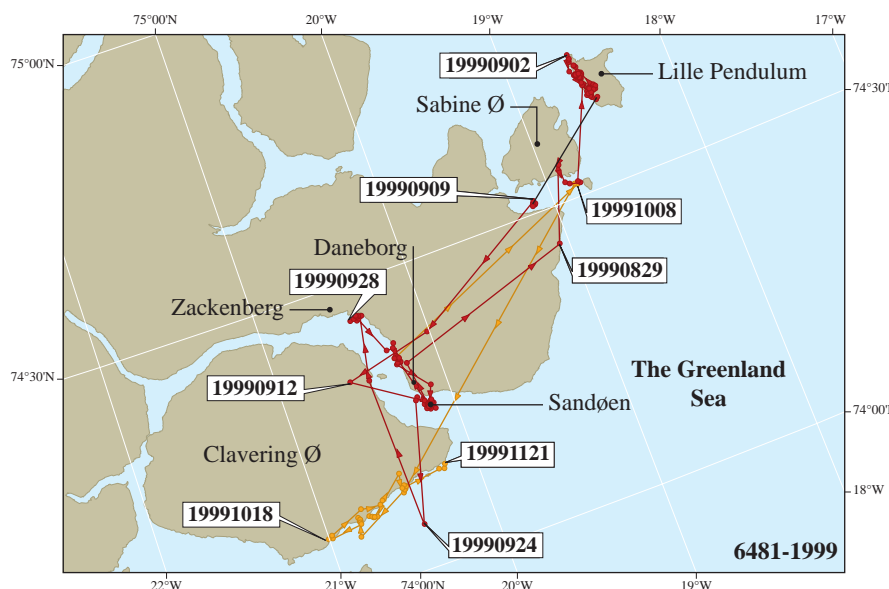 75°00'N
20°W
19°W
18°W
17°W
75°00'N
19990902
Lille Pendulum
74°30'N
Sabine Ø
19990909
19991008
Daneborg
19990829
19990928
Zackenberg
74°30'N
19990912
The Greenland
Sea
Sandøen
74°00'N
Clavering Ø
19991121
18°W
19991018
19990924
6481-1999
22°W
21°W
74°00'N
20°W
19°W